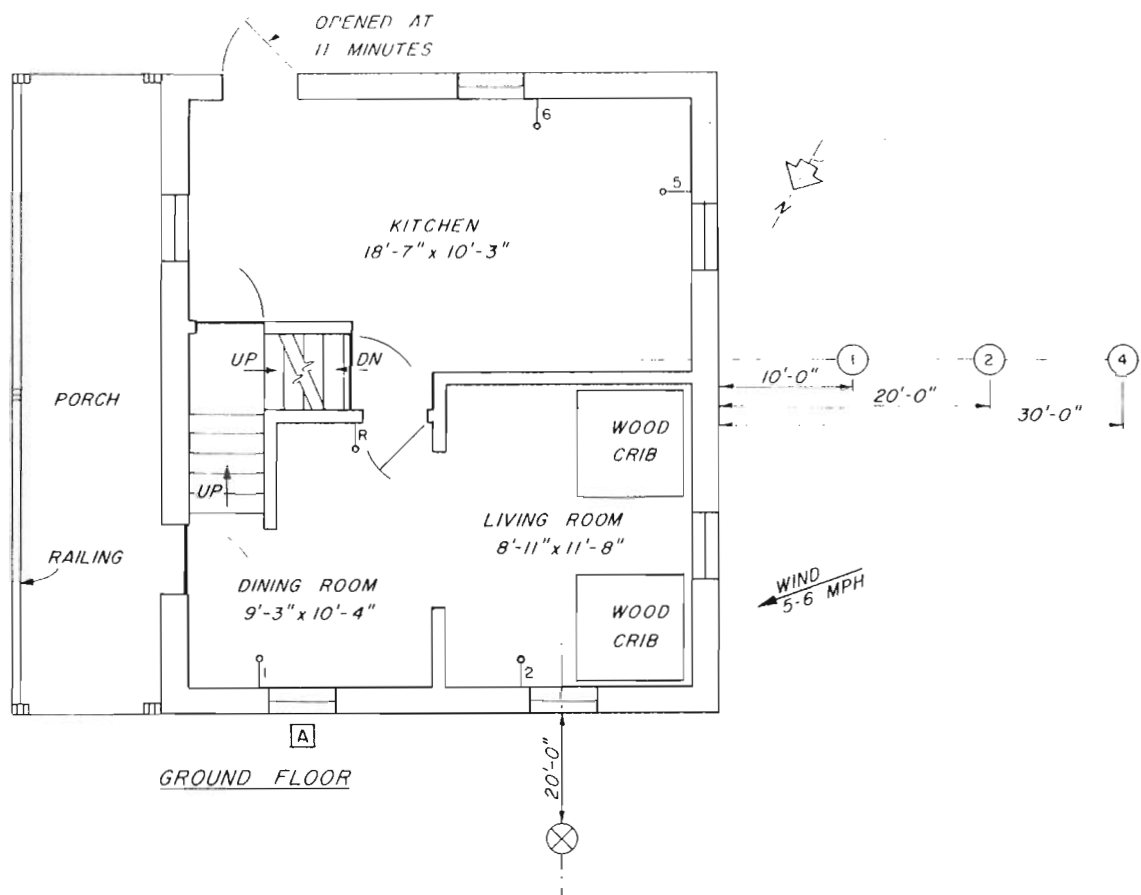 OPENED AT
11 MINUTES
6
5
N
KITCHEN
18'-7" x 10'-3"
UP
DN
1
2
4
10'-0"
20'-0"
30'-0"
PORCH
R
WOOD
CRIB
UP
LIVING ROOM
8'-11" x 11'-8"
RAILING
DINING ROOM
9'-3" x 10'-4"
WOOD
CRIB
WIND
5-6 MPH
1
2
A
GROUND FLOOR
20'-0"